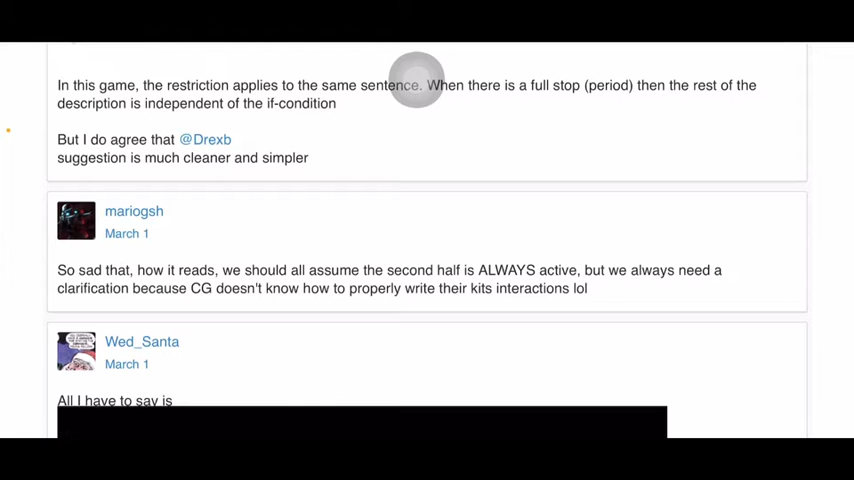 In this game, the restriction applies to the same sentence. When there is a full stop (period) then the rest of the
description is independent of the if-condition
But I do agree that @Drexb
suggestion is much cleaner and simpler
mariogsh
March 1
So sad that, how it reads, we should all assume the second half is ALWAYS active, but we always need a
clarification because CG doesn't know how to properly write their kits interactions lol
Wed_Santa
March 1
All I have to say is